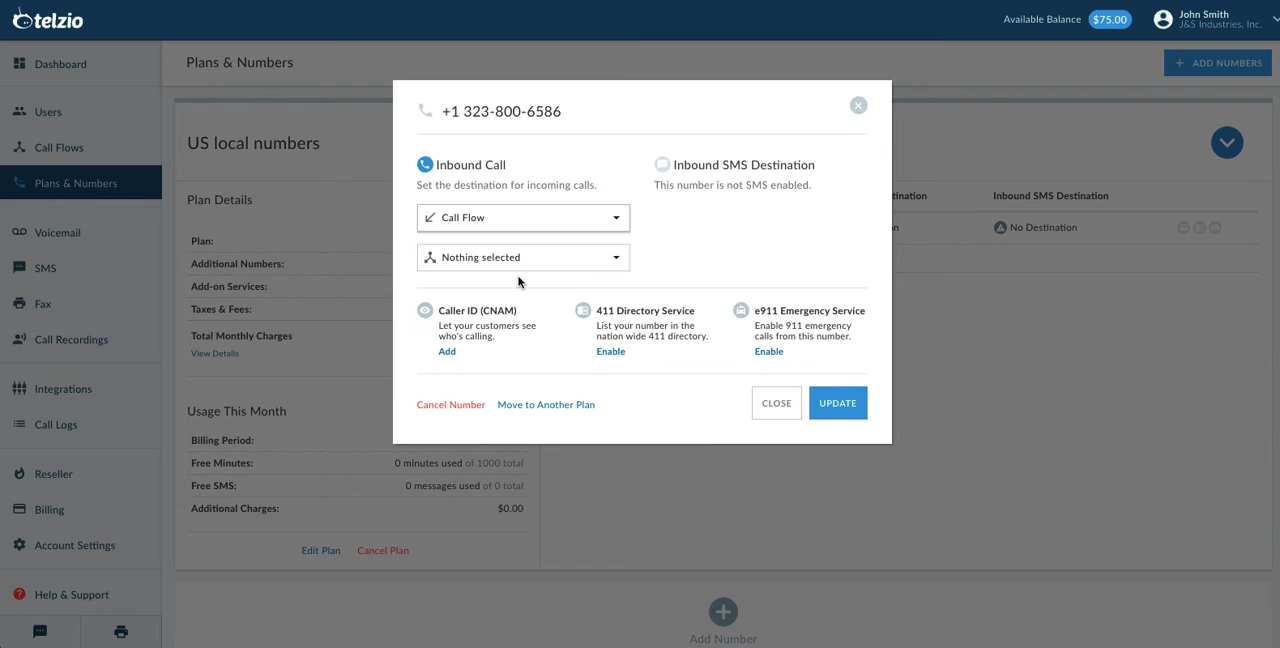 telzio
Available Balance $75.00
John Smith
J&S Industries, Inc.
Dashboard
Users
Call Flows
Plans & Numbers
Voicemail
SMS
Fax
Call Recordings
Integrations
Call Logs
Reseller
Billing
Account Settings
Help & Support
Plans & Numbers
+ ADD NUMBERS
US local numbers
Plan Details
Plan:
Additional Numbers:
Add-on Services:
Taxes & Fees:
Total Monthly Charges
View Details
Usage This Month
Billing Period:
Free Minutes: 0 minutes used of 1000 total
Free SMS: 0 messages used of 0 total
Additional Charges: $0.00
Edit Plan Cancel Plan
Inbound SMS Destination
No Destination
Add Number
+1 323-800-6586
Inbound Call
Set the destination for incoming calls.
Call Flow
Nothing selected
Inbound SMS Destination
This number is not SMS enabled.
Caller ID (CNAM)
Let your customers see
who's calling.
Add
411 Directory Service
List your number in the
nation wide 411 directory.
Enable
e911 Emergency Service
Enable 911 emergency
calls from this number.
Enable
Cancel Number Move to Another Plan
CLOSE UPDATE